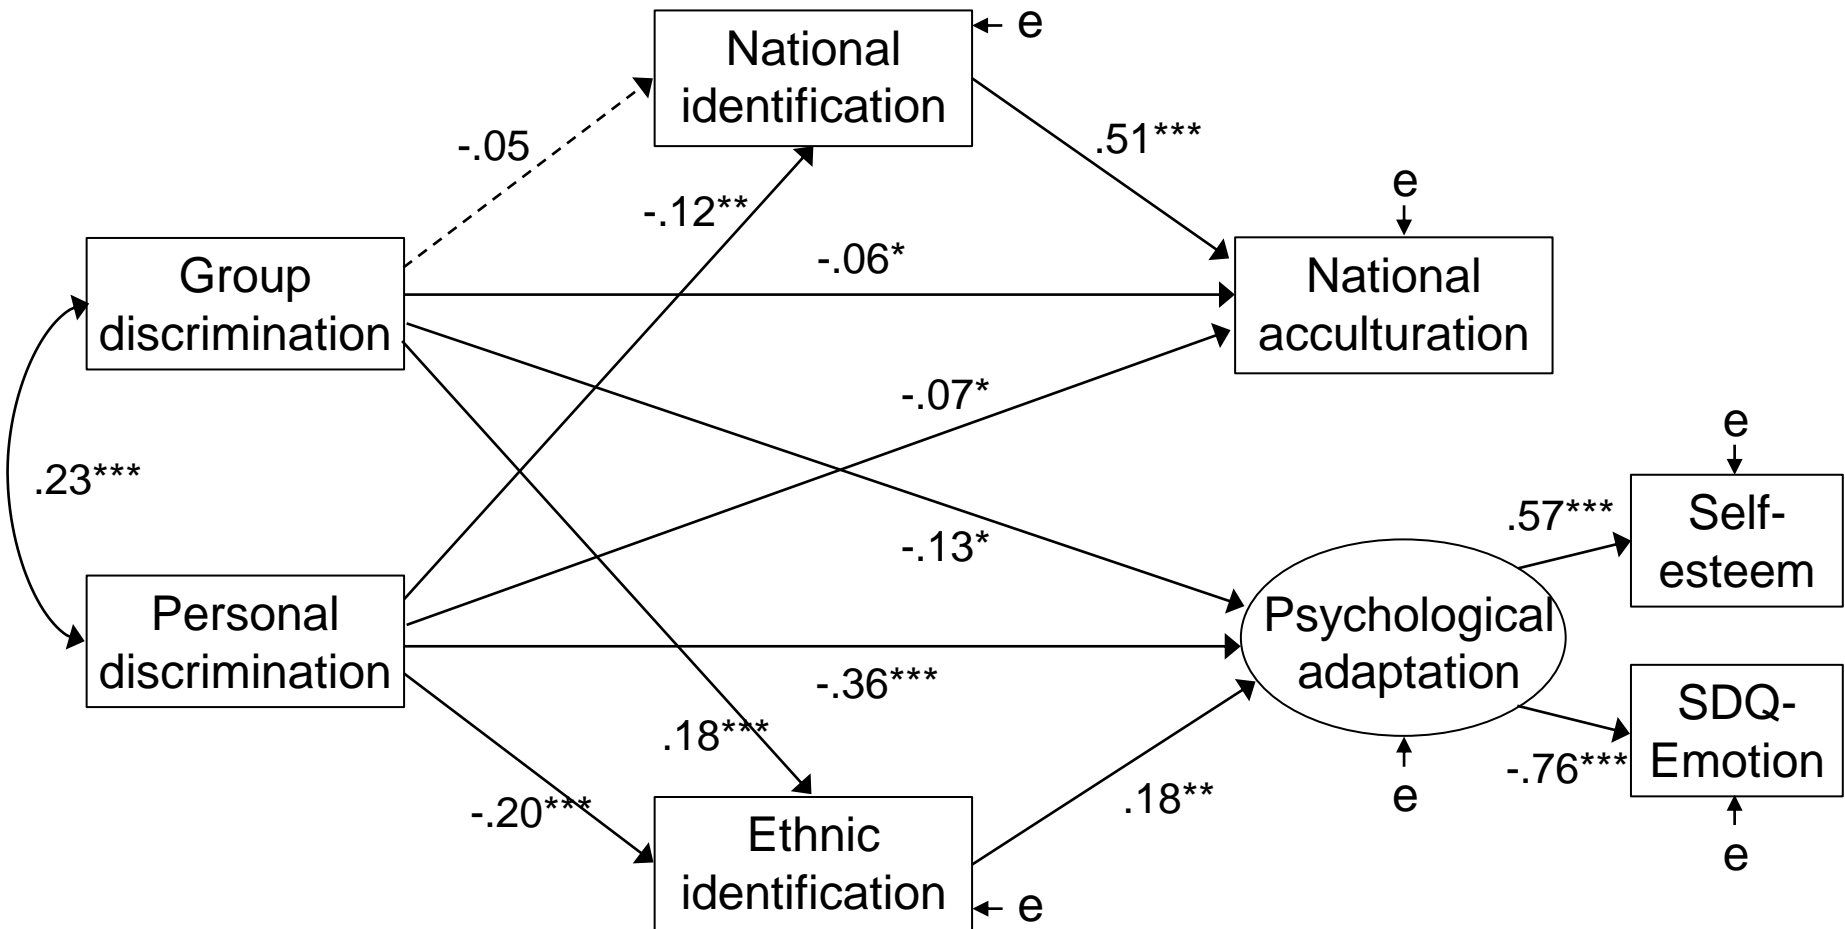 National
identification
e
-.05
.51***
-.12**
e
Group
discrimination
-.06*
National
acculturation
-.07*
.23***
e
Self-
esteem
.57***
-.13*
Personal
discrimination
Psychological
adaptation
-.36***
SDQ-
Emotion
-.76***
.18***
-.20***
.18**
e
e
Ethnic
identification
e